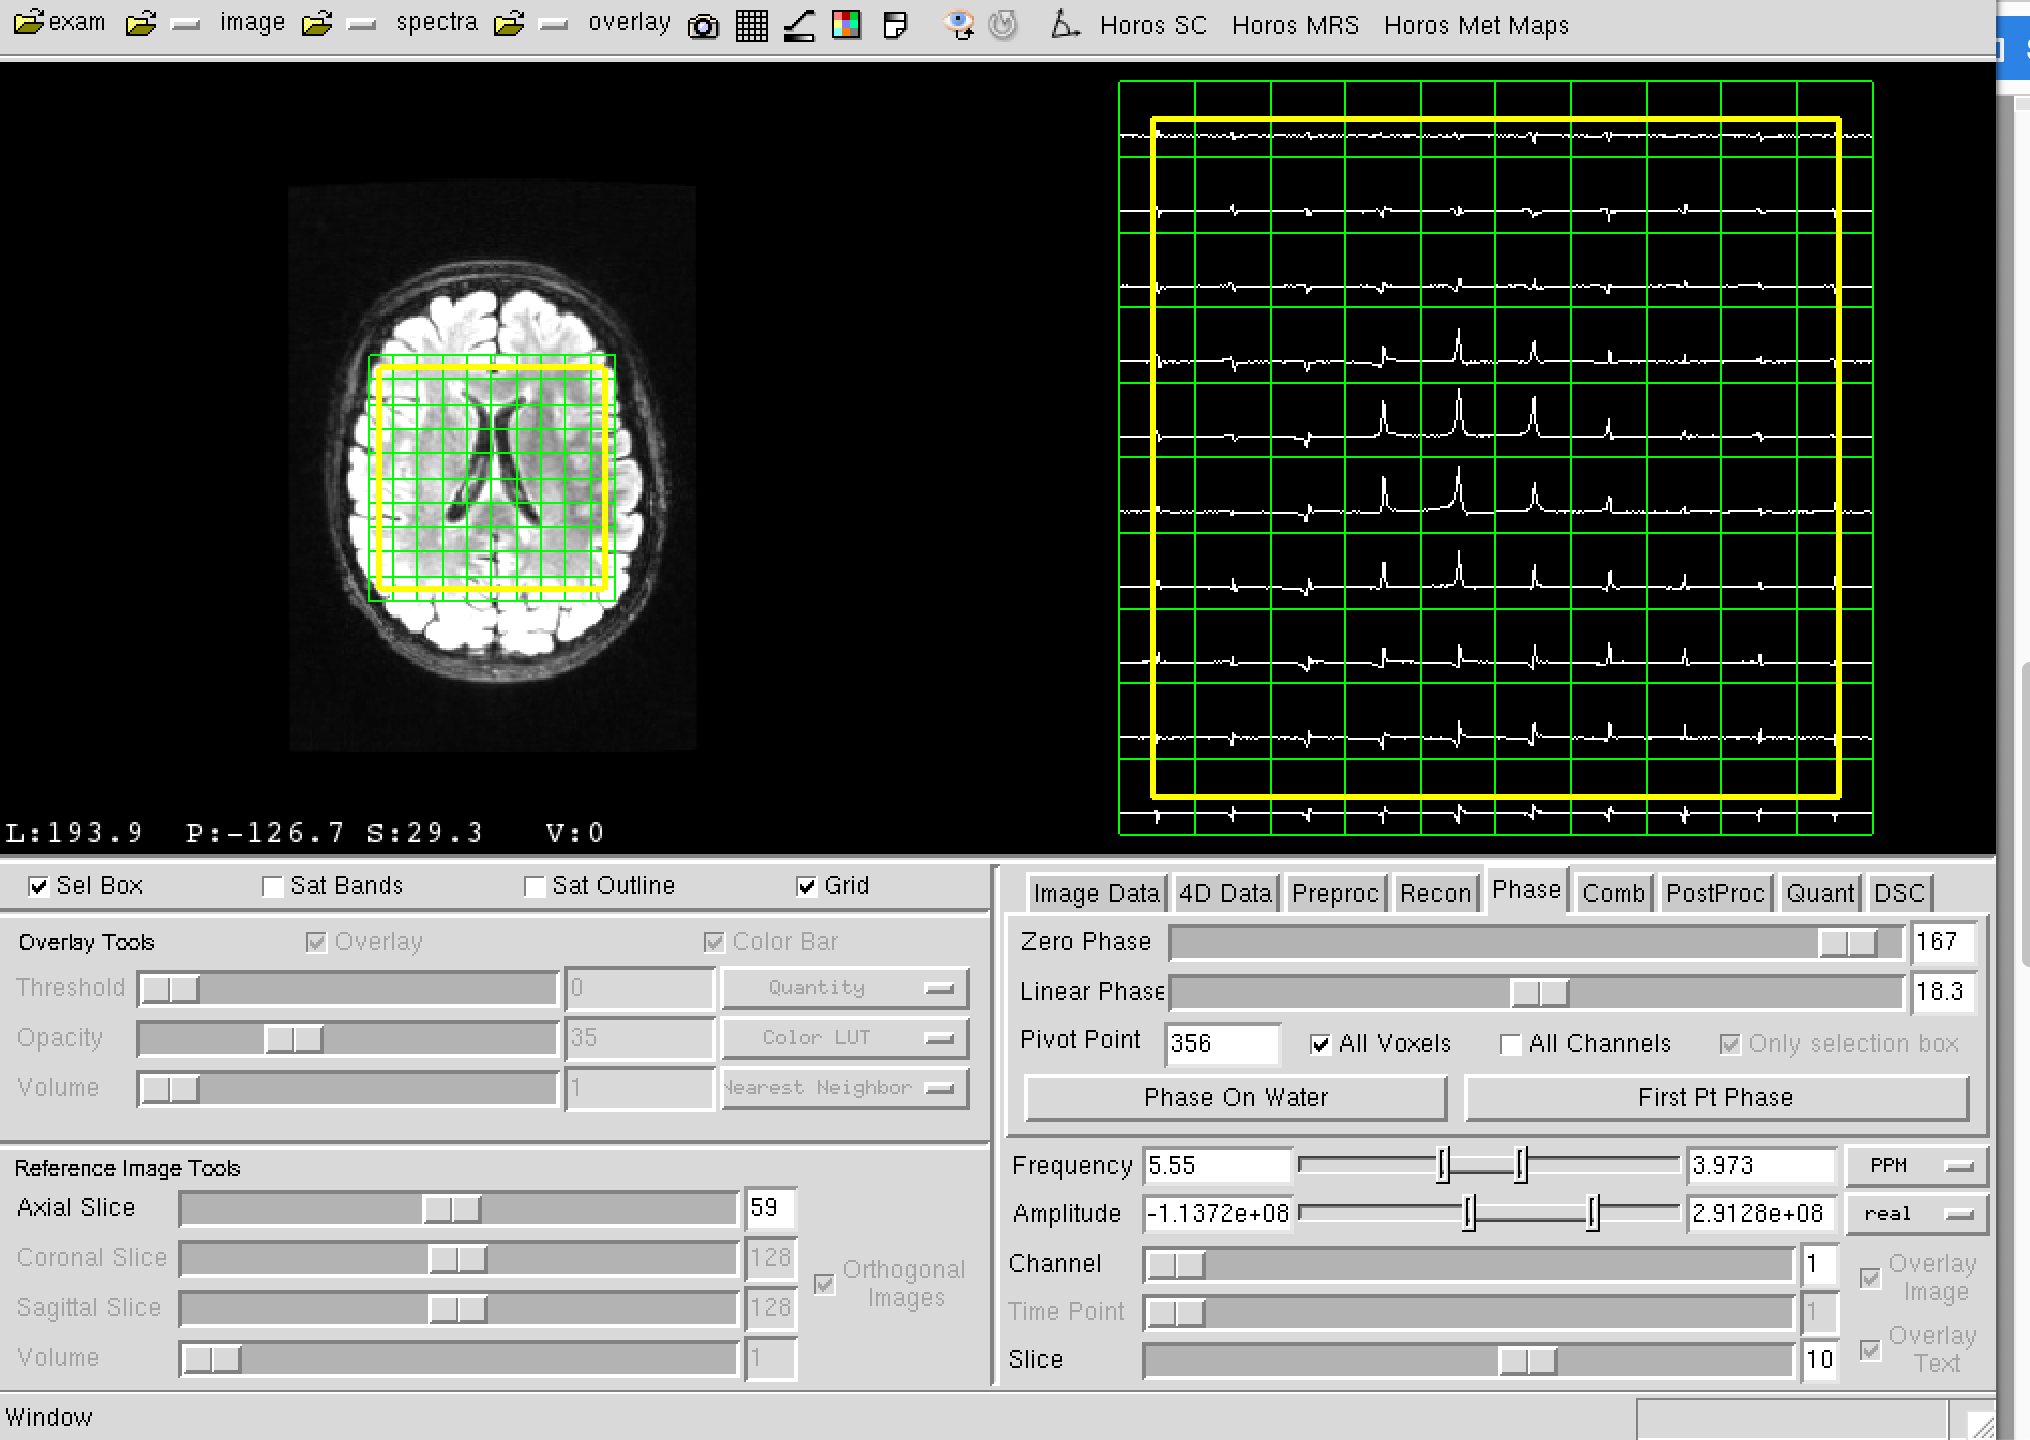 exam image spectra overlay Horos SC Horos MRS Horos Met Maps
L:193.9 P:-126.7 S:29.3 V:0
Sel Box Sat Bands Sat Outline Grid
Overlay Tools Overlay Color Bar
Threshold 0 Quantity
Opacity 35 Color LUT
Volume 1 Nearest Neighbor
Reference Image Tools
Axial Slice 59
Coronal Slice 128
Sagittal Slice 128
Orthogonal
Images
Volume 1
Image Data 4D Data Preproc Recon Phase Comb PostProc Quant DSC
Zero Phase 167
Linear Phase 18.3
Pivot Point 356 All Voxels All Channels Only selection box
Phase On Water First Pt Phase
Frequency 5.55 3.973 PPM
Amplitude -1.1372e+08 2.9128e+08 real
Channel 1
Overlay
Image
Time Point 1
Slice 10
Overlay
Text
Window